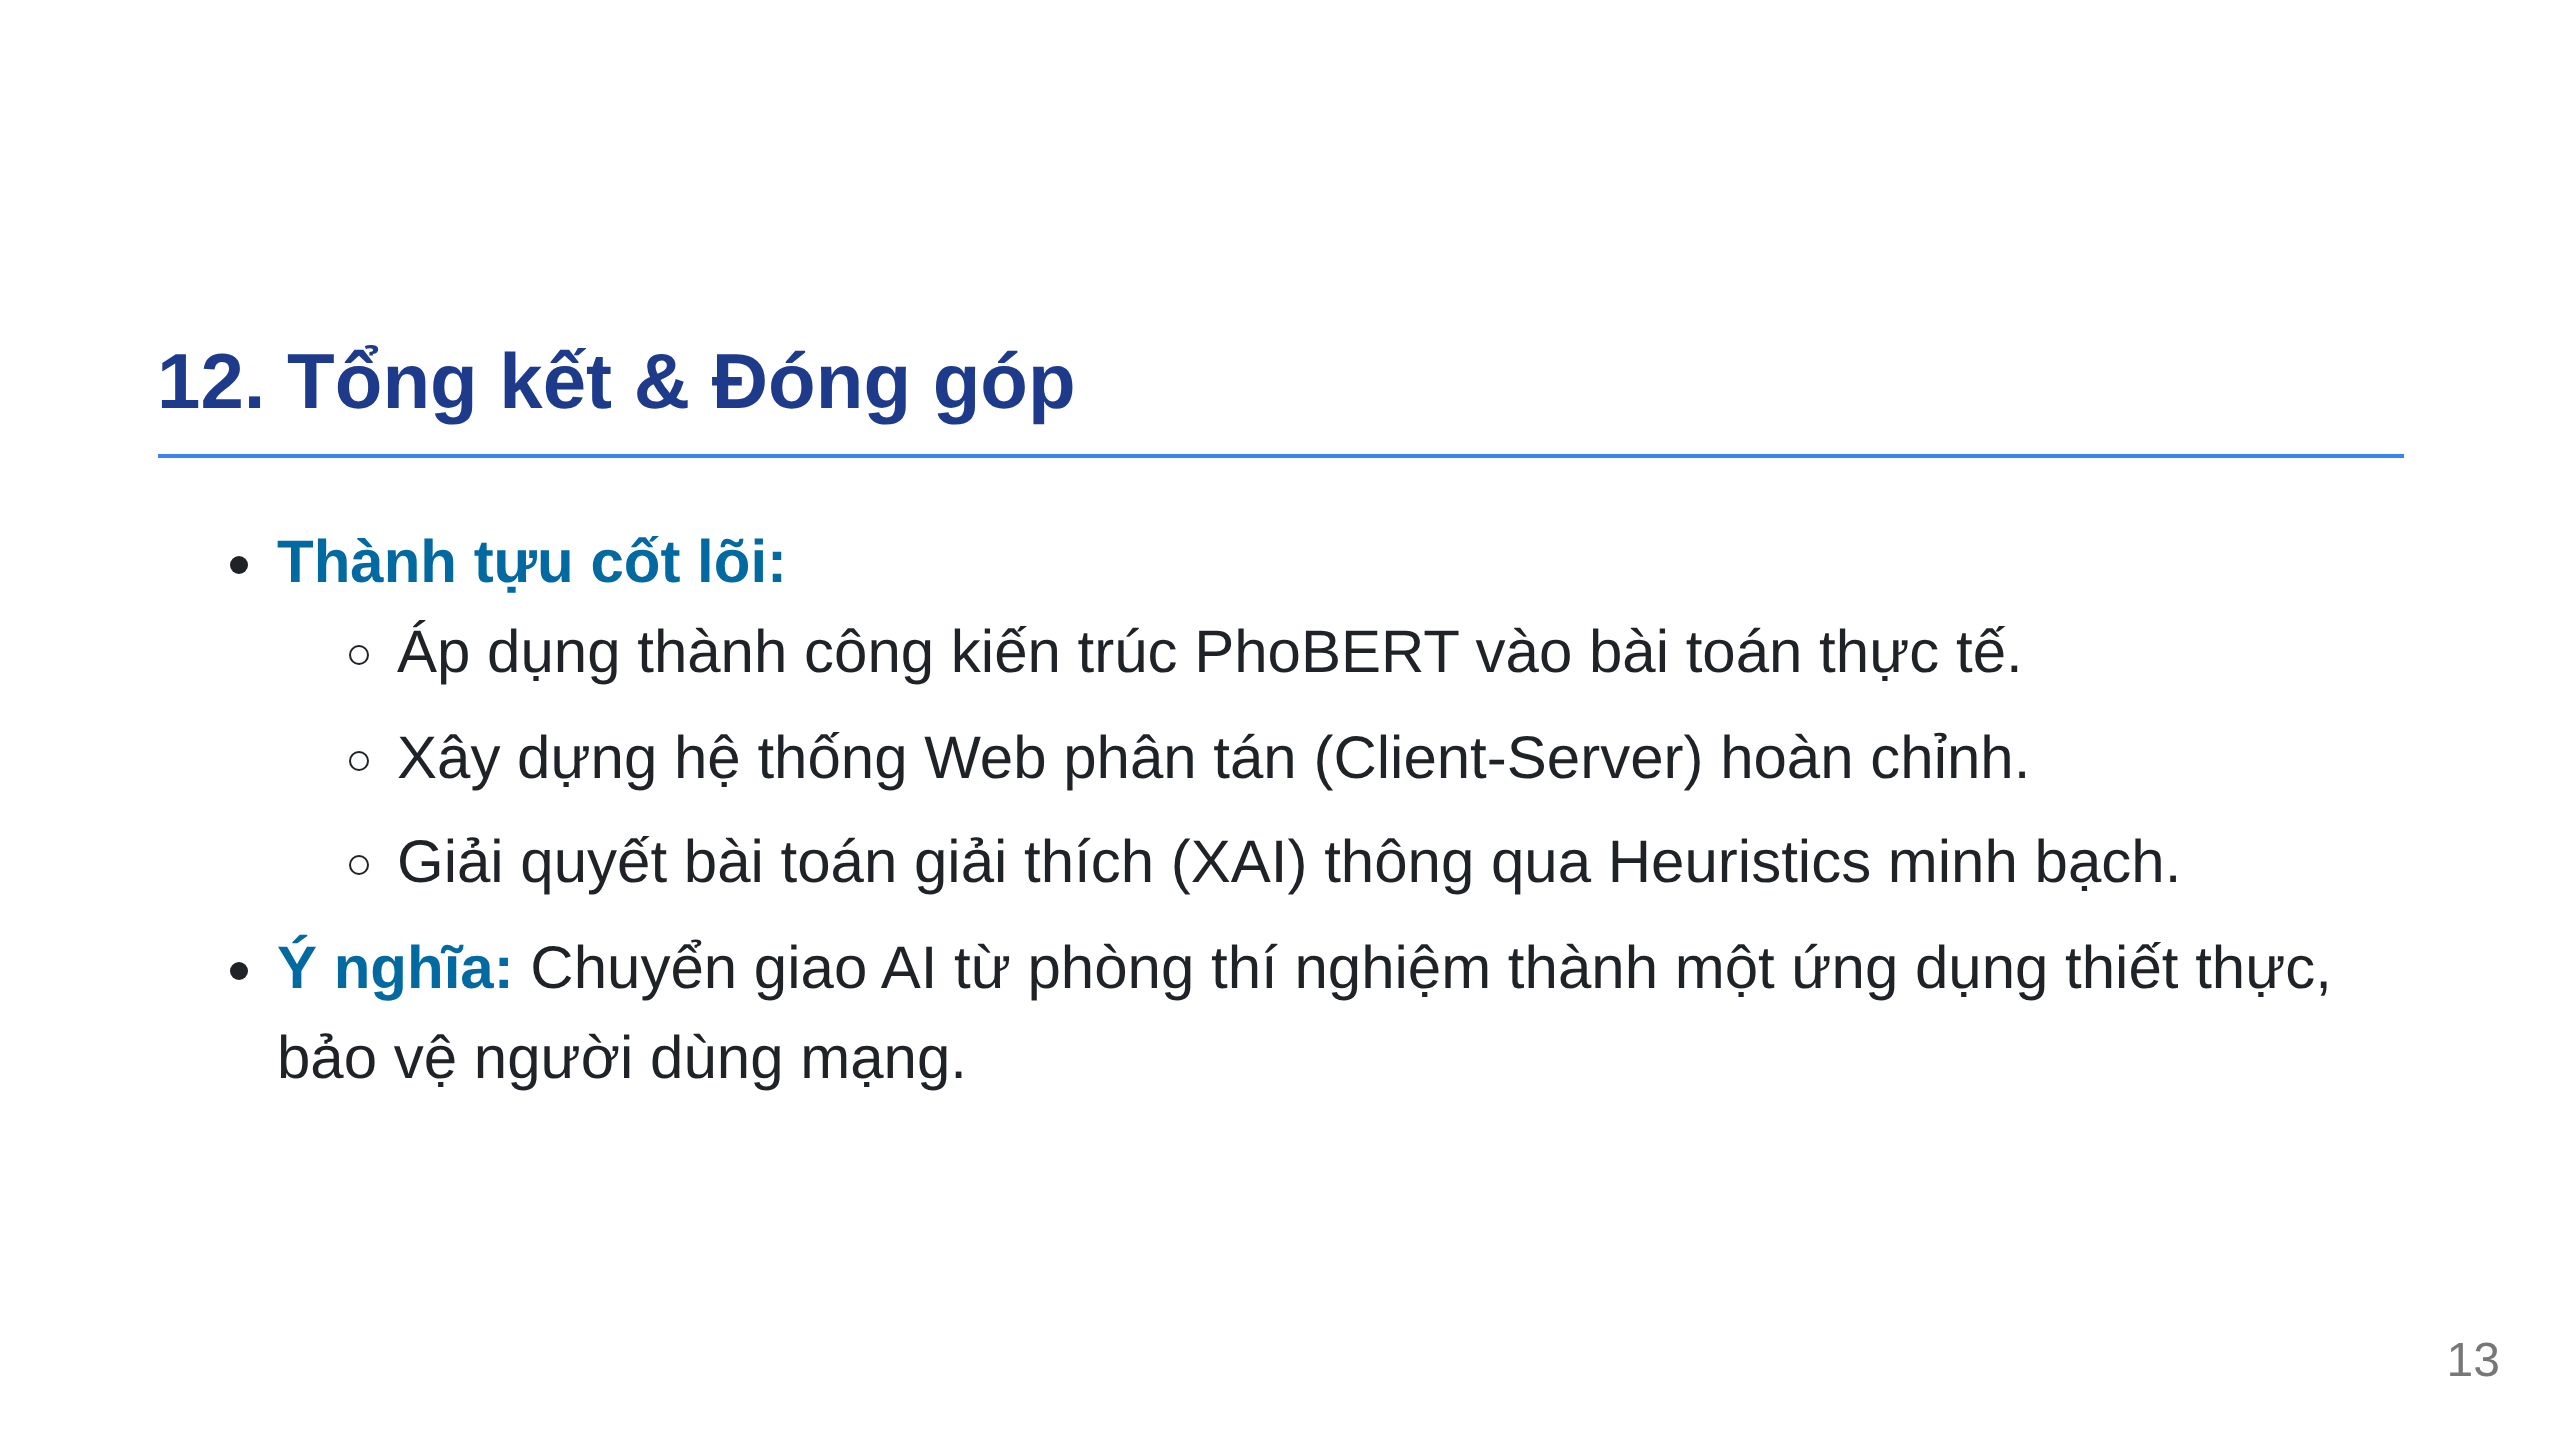 12. Tổng kết & Đóng góp
Thành tựu cốt lõi:
Áp dụng thành công kiến trúc PhoBERT vào bài toán thực tế.
Xây dựng hệ thống Web phân tán (Client-Server) hoàn chỉnh.
Giải quyết bài toán giải thích (XAI) thông qua Heuristics minh bạch.
Ý nghĩa: Chuyển giao AI từ phòng thí nghiệm thành một ứng dụng thiết thực,
bảo vệ người dùng mạng.
13